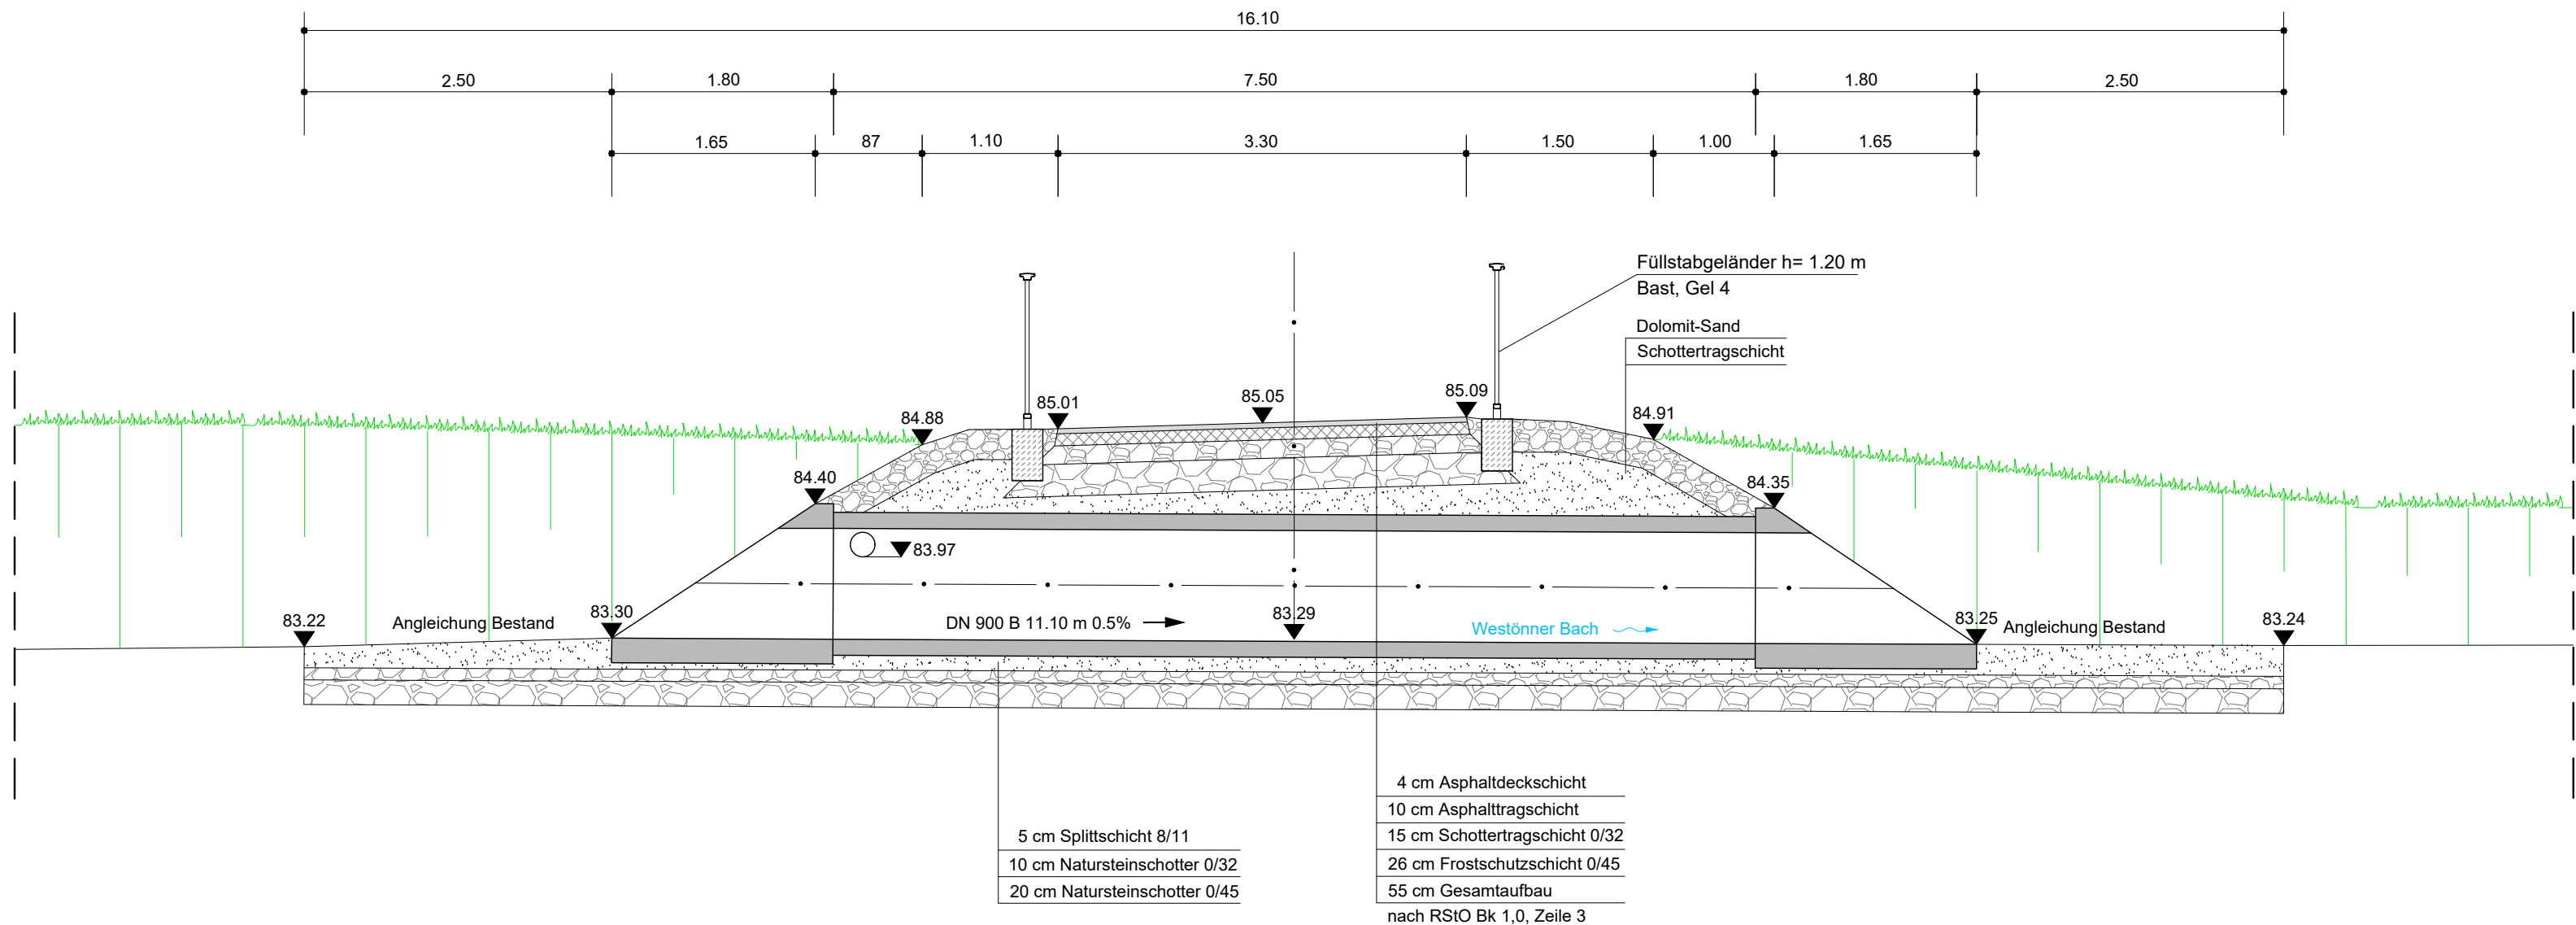 16.10
2.50 1.80 7.50 1.80 2.50
1.65 87 1.10 3.30 1.50 1.00 1.65
Füllstabgeländer h= 1.20 m
Bast, Gel 4
Dolomit-Sand
Schottertragschicht
84.88 85.01 85.05 85.09 84.91
84.40 84.35
83.97
83.22 Angleichung Bestand 83.30 DN 900 B 11.10 m 0.5% 83.29 Westönner Bach 83.25 Angleichung Bestand 83.24
5 cm Splittschicht 8/11
10 cm Natursteinschotter 0/32
20 cm Natursteinschotter 0/45
4 cm Asphaltdeckschicht
10 cm Asphalttragschicht
15 cm Schottertragschicht 0/32
26 cm Frostschutzschicht 0/45
55 cm Gesamtaufbau
nach RStO Bk 1,0, Zeile 3